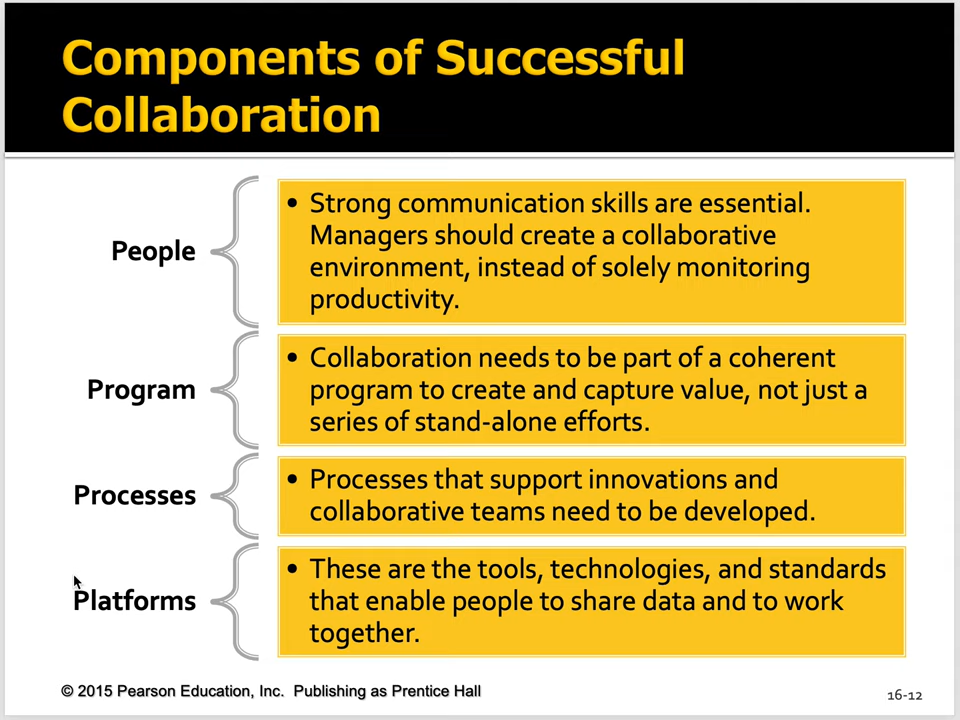 Components of Successful
Collaboration
People
• Strong communication skills are essential.
Managers should create a collaborative
environment, instead of solely monitoring
productivity.
Program
• Collaboration needs to be part of a coherent
program to create and capture value, not just a
series of stand-alone efforts.
Processes
• Processes that support innovations and
collaborative teams need to be developed.
Platforms
• These are the tools, technologies, and standards
that enable people to share data and to work
together.
© 2015 Pearson Education, Inc. Publishing as Prentice Hall
16-12